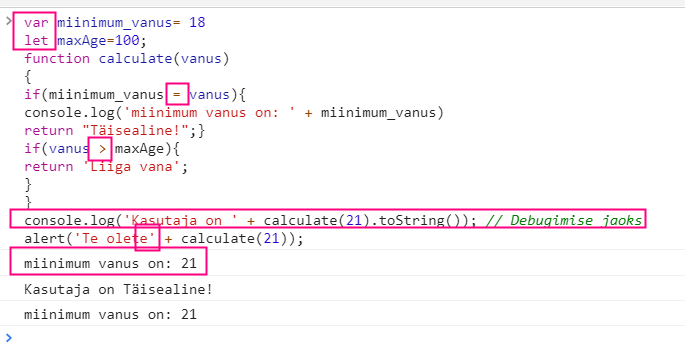 var miinimum_vanus= 18
let maxAge=100;
function calculate(vanus)
{
if(miinimum_vanus = vanus){
console.log('miinimum vanus on: ' + miinimum_vanus)
return "Täisealine!";}
if(vanus > maxAge){
return 'Liiga vana';
}
}
console.log('Kasutaja on ' + calculate(21).toString()); // Debugimise jaoks
alert('Te olete' + calculate(21));
miinimum vanus on: 21
Kasutaja on Täisealine!
miinimum vanus on: 21